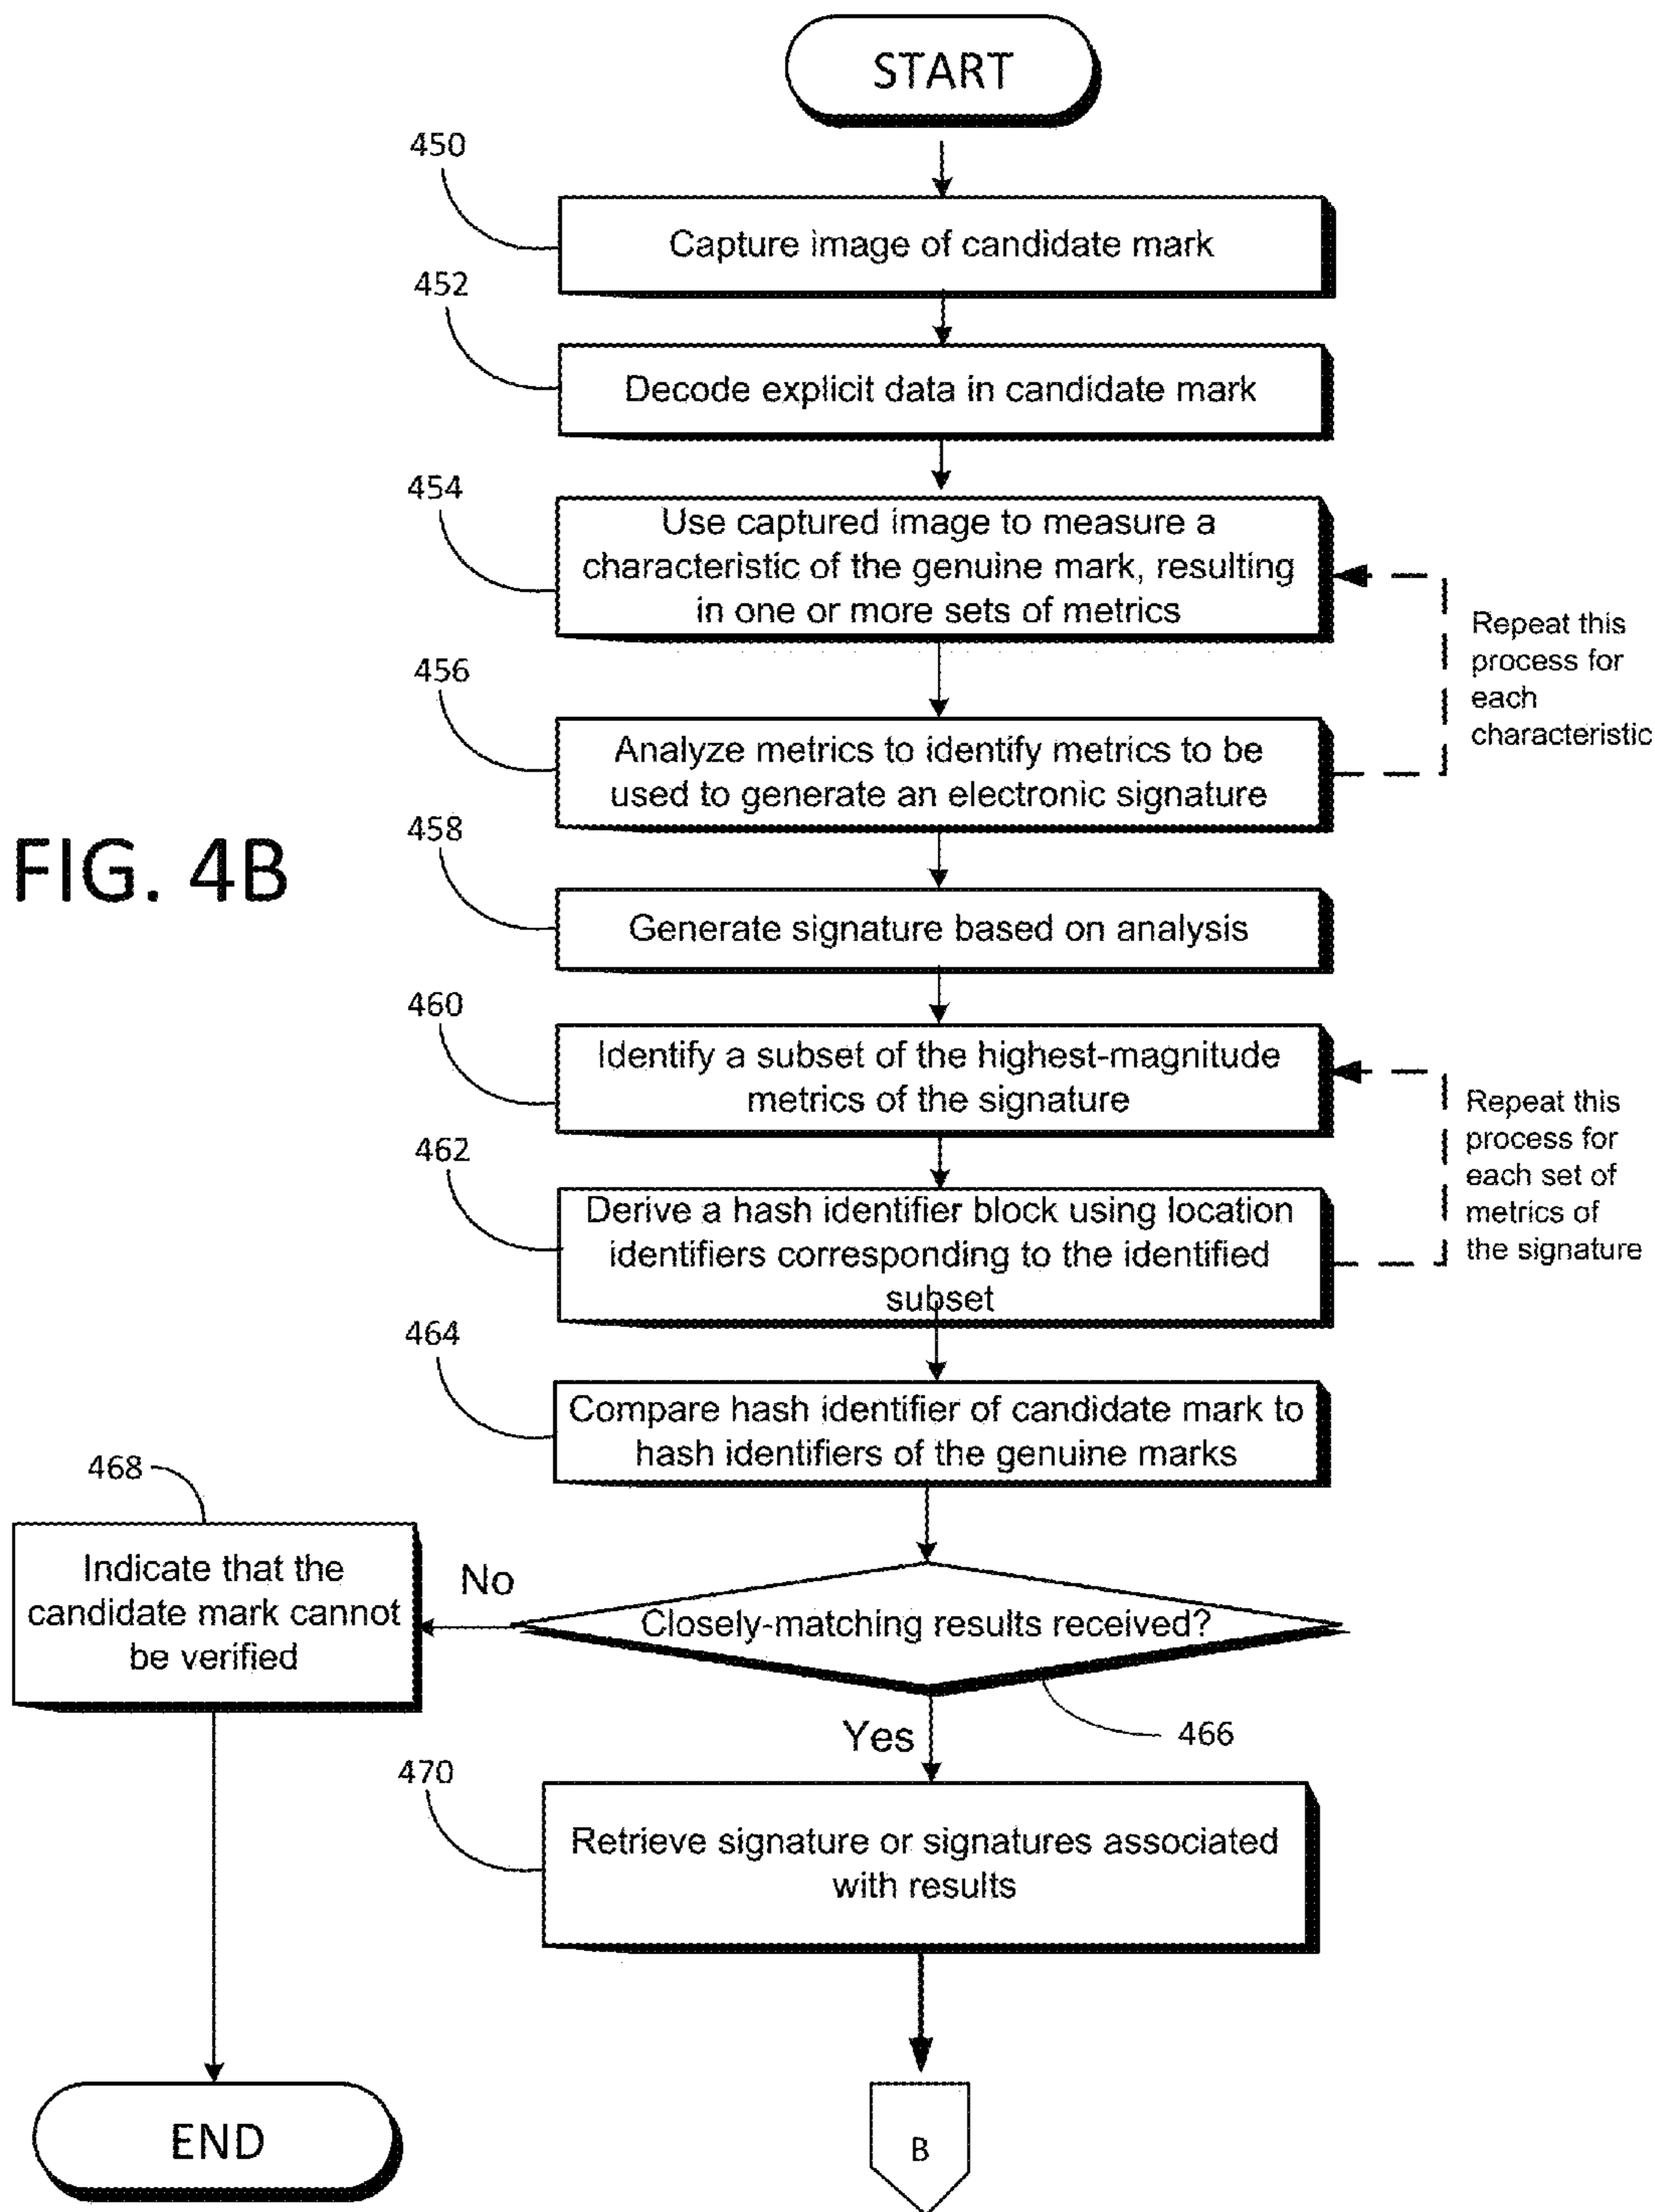 START
450
Capture image of candidate mark
452
Decode explicit data in candidate mark
454
Use captured image to measure a
characteristic of the genuine mark, resulting
in one or more sets of metrics
Repeat this
process for
each
characteristic
456
Analyze metrics to identify metrics to be
used to generate an electronic signature
FIG. 4B
458
Generate signature based on analysis
460
Identify a subset of the highest-magnitude
metrics of the signature
Repeat this
process for
each set of
metrics of
the signature
462
Derive a hash identifier block using location
identifiers corresponding to the identified
subset
464
Compare hash identifier of candidate mark to
hash identifiers of the genuine marks
468
Indicate that the
candidate mark cannot
be verified
No
Closely-matching results received?
466
Yes
470
Retrieve signature or signatures associated
with results
END
B